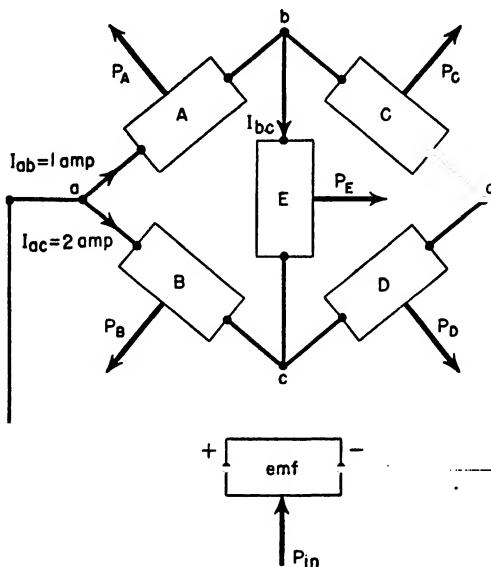 b
P_A
P_C
A
C
I_bc
I_ab=1 amp
a
E
P_E
I_ac=2 amp
B
D
P_B
P_D
c
+
emf
−
P_in